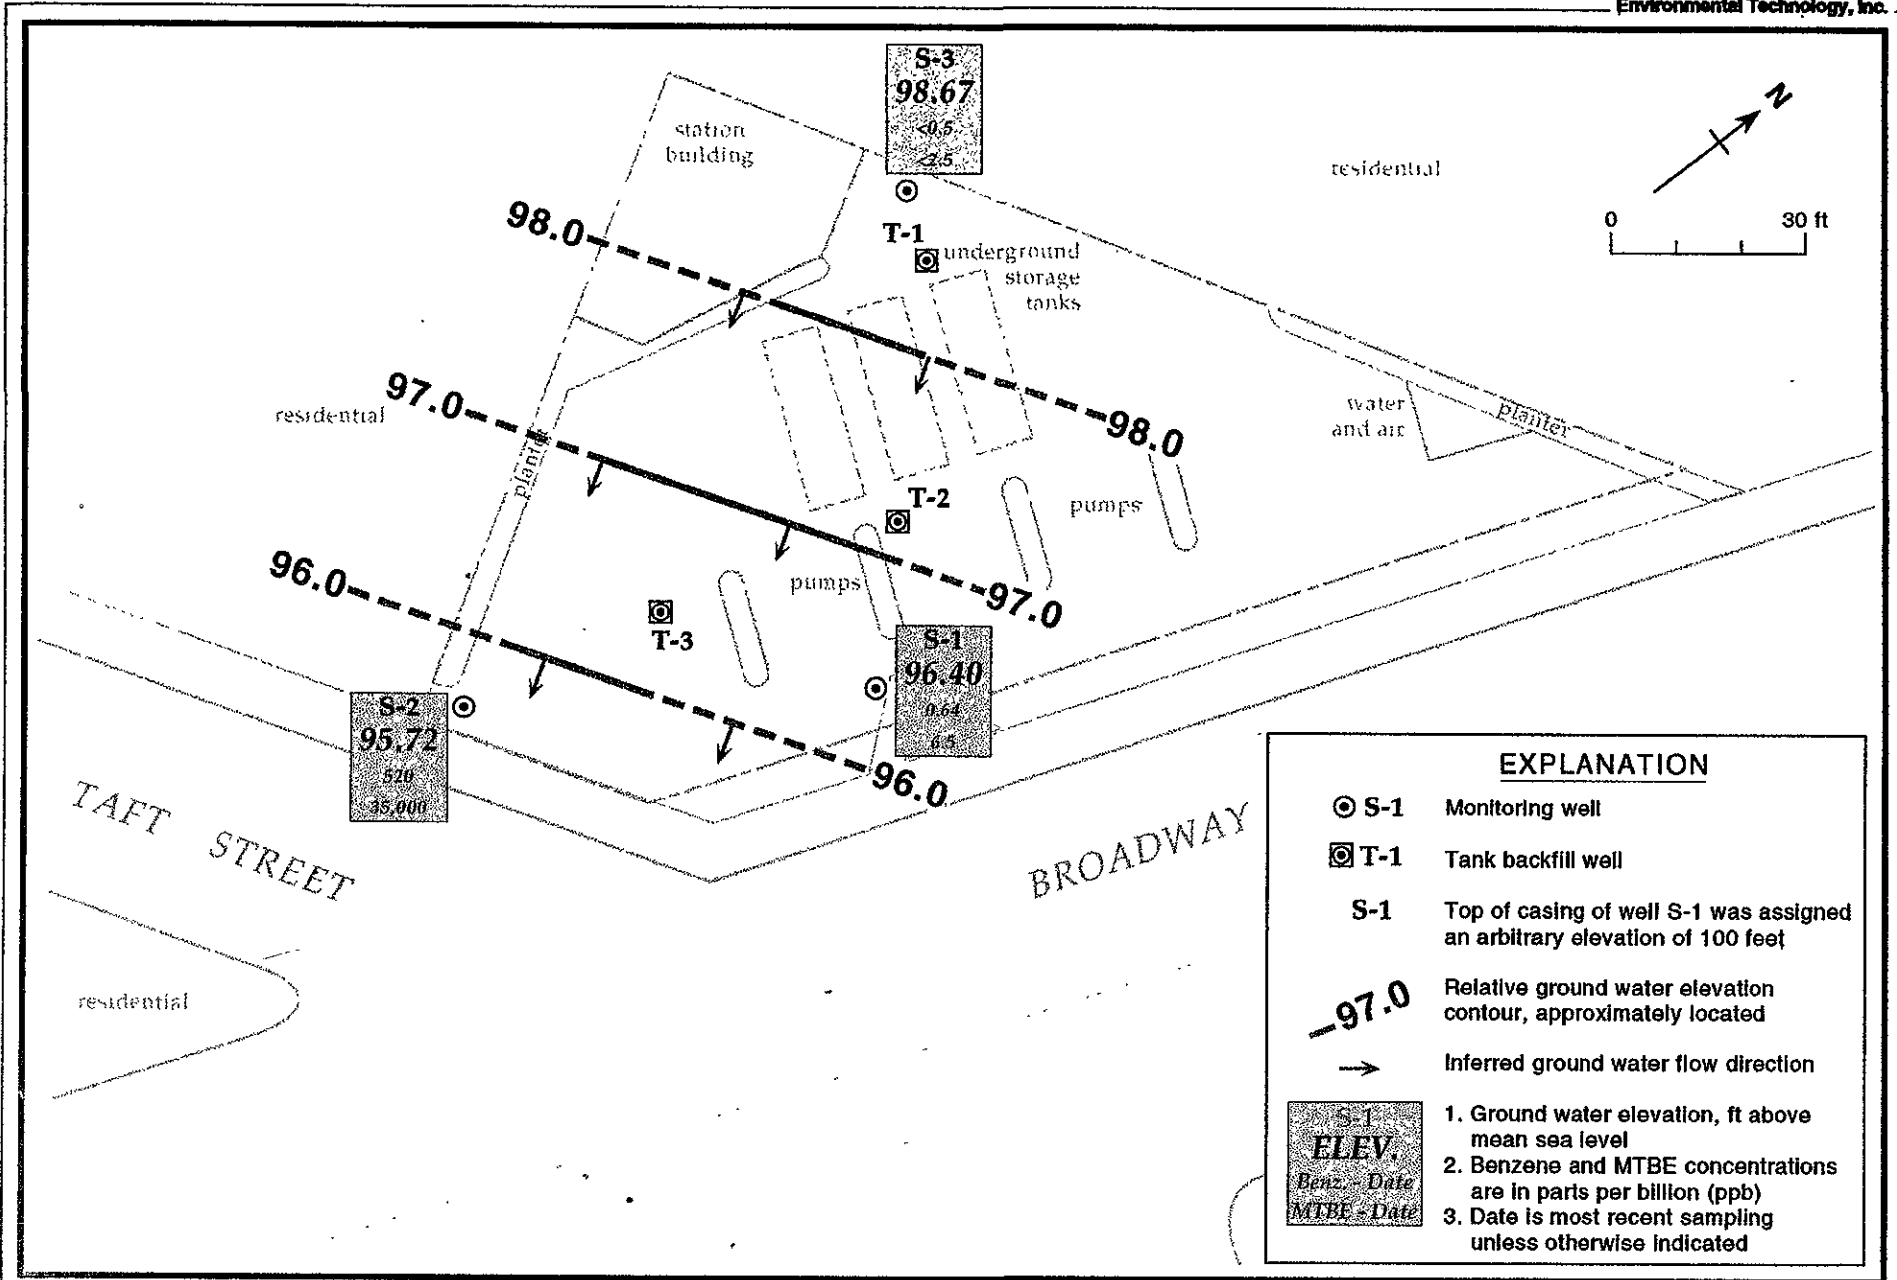 Environmental Technology, Inc.
S-3
98.67
<0.5
<2.5
station
building
N
residential
0 30 ft
T-1
underground
storage
tanks
98.0
98.0
97.0
residential
water
and air
planter
planter
T-2
pumps
96.0
pumps
97.0
T-3
S-1
96.40
0.64
6.5
S-2
95.72
520
35,000
96.0
TAFT STREET
BROADWAY
residential
EXPLANATION
S-1 Monitoring well
T-1 Tank backfill well
S-1 Top of casing of well S-1 was assigned
an arbitrary elevation of 100 feet
97.0 Relative ground water elevation
contour, approximately located
Inferred ground water flow direction
S-1
ELEV.
Benz. - Date
MTBE - Date
1. Ground water elevation, ft above
mean sea level
2. Benzene and MTBE concentrations
are in parts per billion (ppb)
3. Date is most recent sampling
unless otherwise indicated